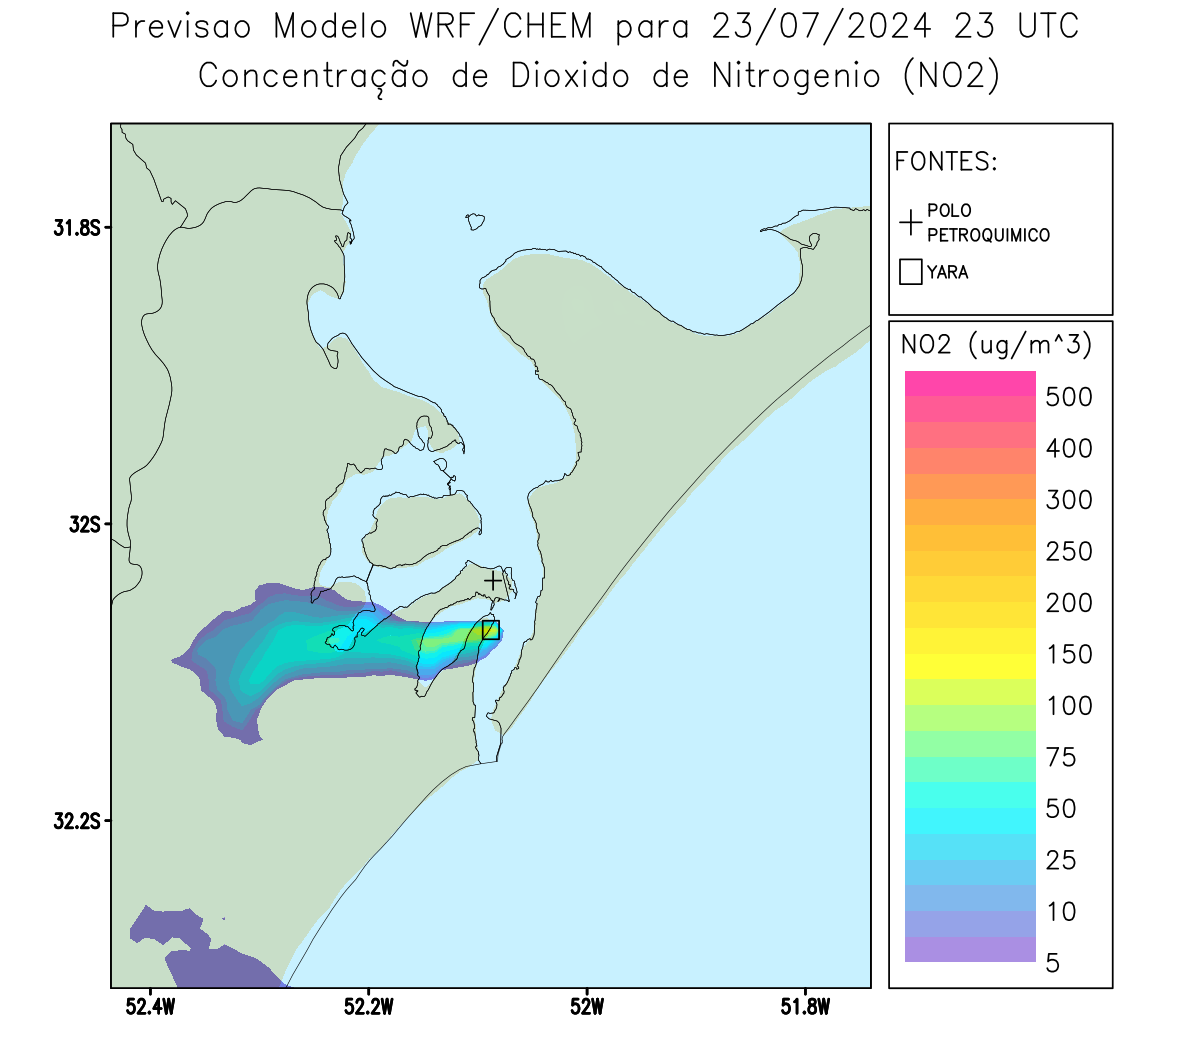 Previsao Modelo WRF/CHEM para 23/07/2024 23 UTC
Concentração de Dioxido de Nitrogenio (NO2)
FONTES:
POLO
PETROQUIMICO
YARA
NO2 (ug/m^3)
500
400
300
250
200
150
100
75
50
25
10
5
31.8S
32S
32.2S
52.4W
52.2W
52W
51.8W